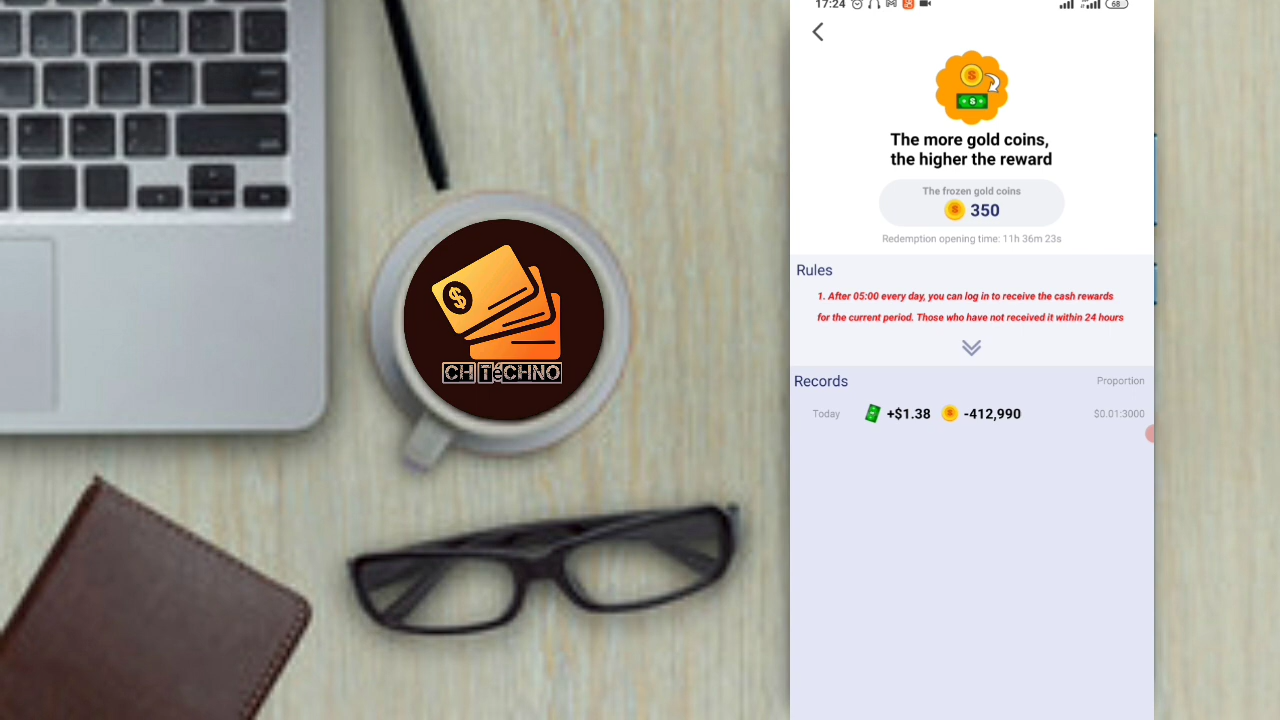 17:24
68
The more gold coins,
the higher the reward
The frozen gold coins
350
Redemption opening time: 11h 36m 23s
Rules
1. After 05:00 every day, you can log in to receive the cash rewards
for the current period. Those who have not received it within 24 hours
Records
Proportion
Today +$1.38 -412,990 $0.01:3000
CH TéCHNO